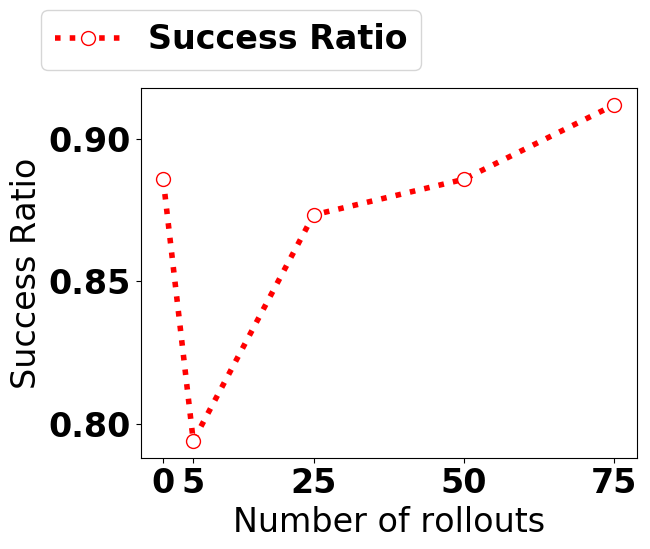 Success Ratio
0.90
0.85
0.80
Success Ratio
0 5 25 50 75
Number of rollouts